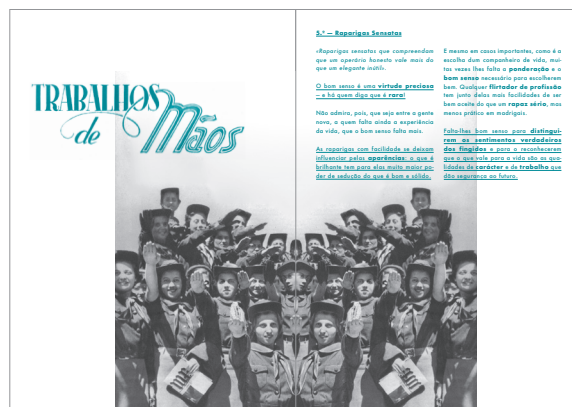 TRABALHOS
de
Mãos
5.º — Raparigas Sensatas
«Raparigas sensatas que compreendam
que um operário honesto vale mais do
que um elegante inútil».
O bom senso é uma virtude preciosa
– e há quem diga que é rara!
Não admira, pois, que seja entre a gente
nova, a quem falta ainda a experiência
da vida, que o bom senso falta mais.
As raparigas com facilidade se deixam
influenciar pelas aparências: o que é
brilhante tem para elas muito maior po-
der de sedução do que é bom e sólido.
E mesmo em casos importantes, como é a
escolha dum companheiro de vida, mui-
tas vezes lhes falta a ponderação e o
bom senso necessário para escolherem
bem. Qualquer flirtador de profissão
tem junto delas mais facilidades de ser
bem aceite do que um rapaz sério, mas
menos prático em madrigais.
Falta-lhes bom senso para distingui-
rem os sentimentos verdadeiros
dos fingidos e para o reconhecerem
que o que vale para a vida são as qua-
lidades de carácter e de trabalho que
dão segurança ao futuro.